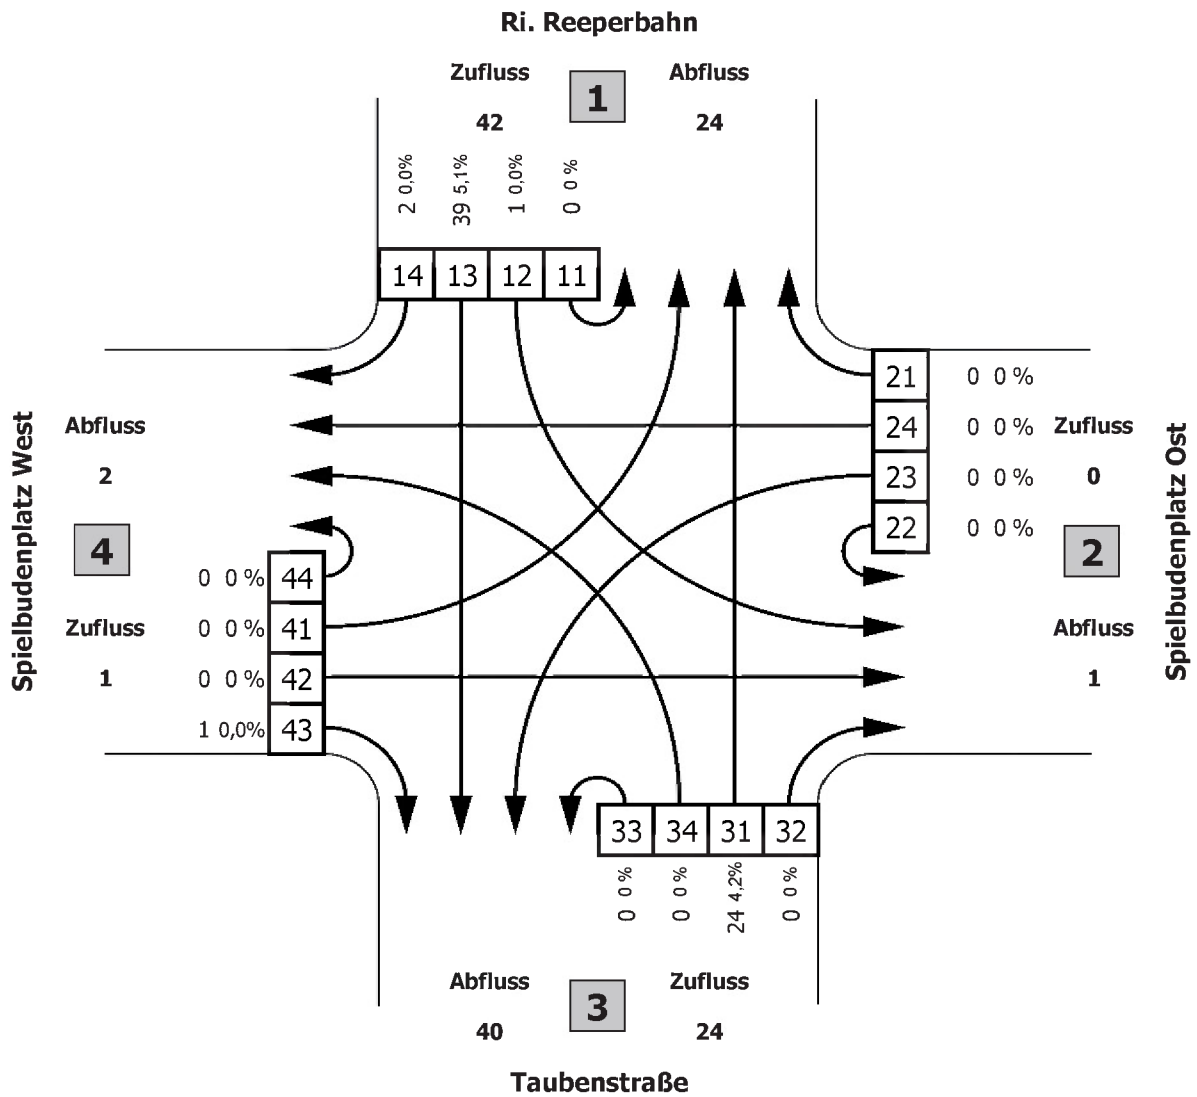 Ri. Reeperbahn
Zufluss
1
Abfluss
42
24
2 0,0%
39 5,1%
1 0,0%
0 0 %
14 13 12 11
21 0 0 %
24 0 0 % Zufluss
23 0 0 % 0
22 0 0 %
2
Abfluss
1
Spielbudenplatz Ost
Spielbudenplatz West
Abfluss
2
4
0 0 % 44
Zufluss 0 0 % 41
1 0 0 % 42
1 0,0% 43
33 34 31 32
0 0 %
0 0 %
24 4,2%
0 0 %
Abfluss
3
Zufluss
40
24
Taubenstraße